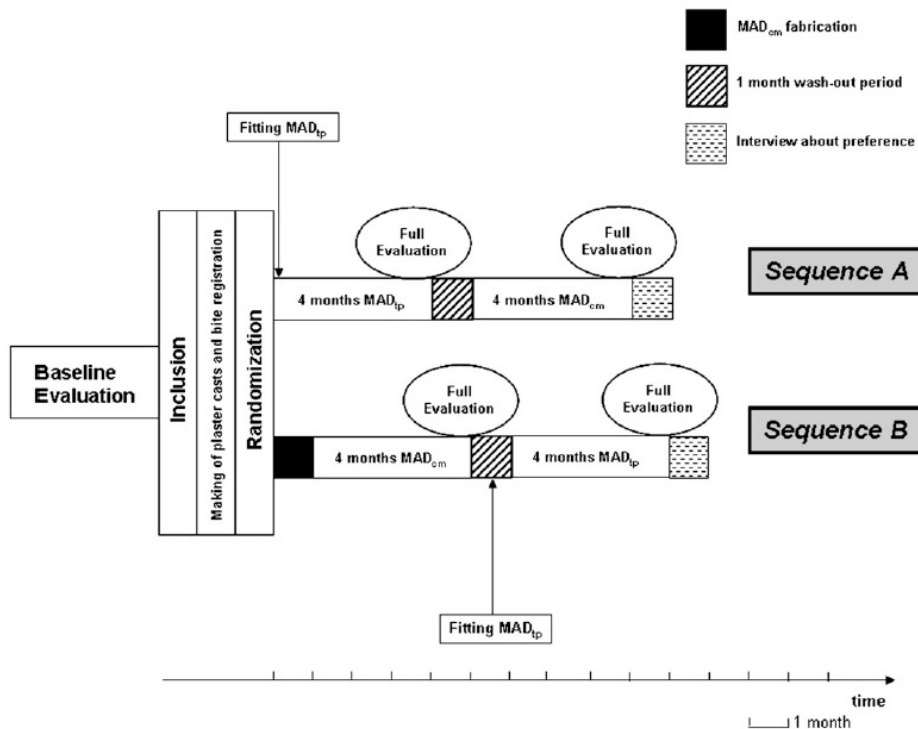 MADcm fabrication
1 month wash-out period
Interview about preference
Fitting MADtp
Full
Evaluation
Full
Evaluation
4 months MADtp
4 months MADcm
Sequence A
Baseline
Evaluation
Inclusion
Making of plaster casts and bite registration
Randomization
Full
Evaluation
Full
Evaluation
4 months MADcm
4 months MADtp
Sequence B
Fitting MADtp
time
1 month